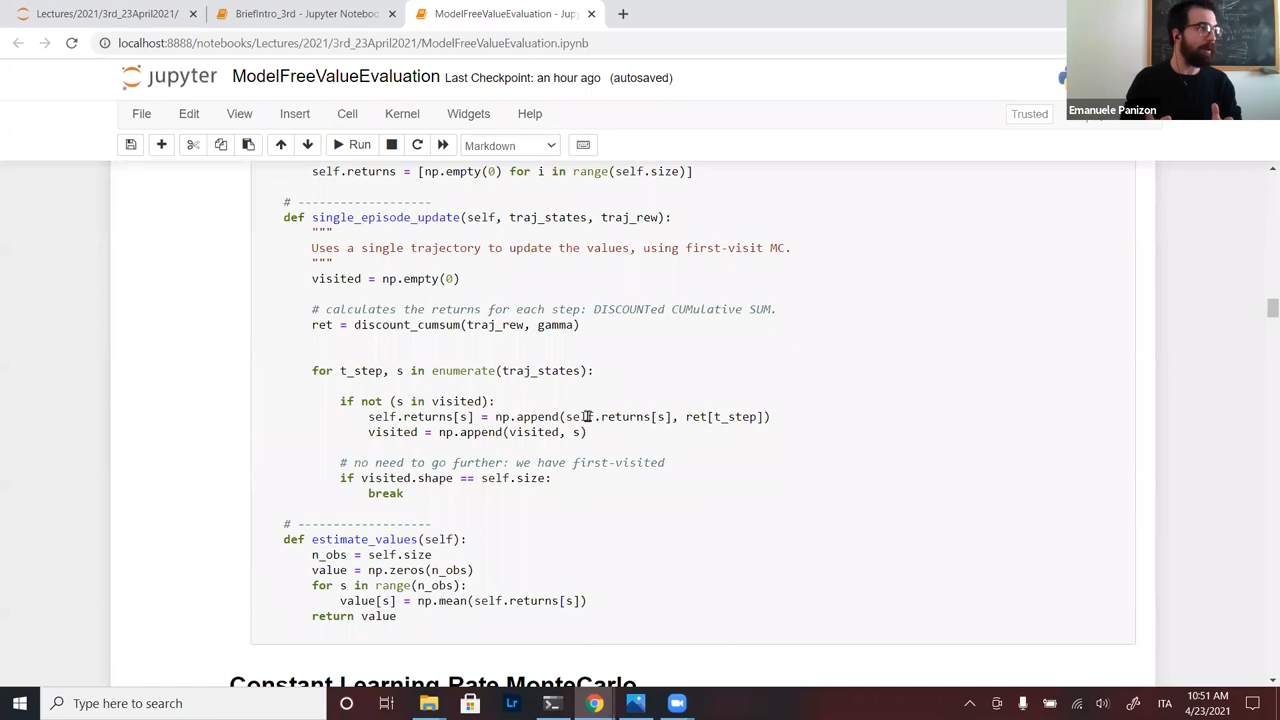 Lectures/2021/3rd_23April2021/
BriefIntro_3rd - Jupyter Notebo
ModelFreeValueEvaluation - Jup
localhost:8888/notebooks/Lectures/2021/3rd_23April2021/ModelFreeValueEvaluation.ipynb
jupyter ModelFreeValueEvaluation Last Checkpoint: an hour ago (autosaved)
Emanuele Panizon
File Edit View Insert Cell Kernel Widgets Help
Trusted
Run Markdown
self.returns = [np.empty(0) for i in range(self.size)]
# -------------------
def single_episode_update(self, traj_states, traj_rew):
"""
Uses a single trajectory to update the values, using first-visit MC.
"""
visited = np.empty(0)
# calculates the returns for each step: DISCOUNTed CUMulative SUM.
ret = discount_cumsum(traj_rew, gamma)
for t_step, s in enumerate(traj_states):
if not (s in visited):
self.returns[s] = np.append(self.returns[s], ret[t_step])
visited = np.append(visited, s)
# no need to go further: we have first-visited
if visited.shape == self.size:
break
# -------------------
def estimate_values(self):
n_obs = self.size
value = np.zeros(n_obs)
for s in range(n_obs):
value[s] = np.mean(self.returns[s])
return value
Constant Learning Rate MonteCarlo
Type here to search
Lr
ITA
10:51 AM
4/23/2021